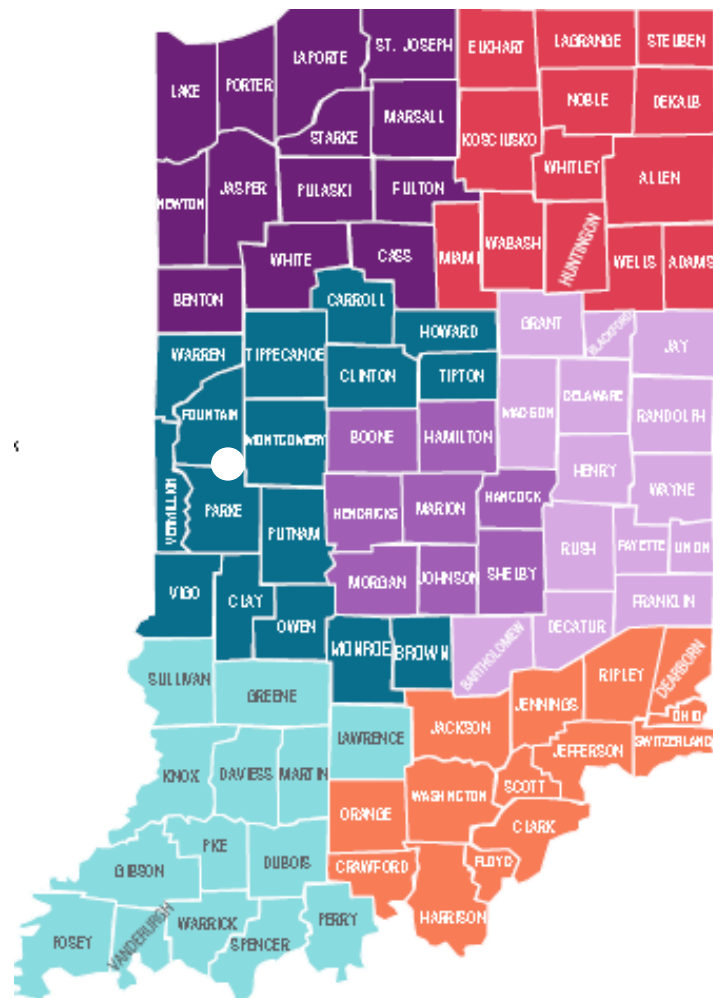 ST. JOSEPH
ELKHART
LAGRANGE
STEUBEN
LAPORTE
PORTER
LAKE
NOBLE
DEKALB
MARSALL
STARKE
KOSCIUSKO
WHITLEY
ALLEN
NEWTON
JASPER
PULASKI
FULTON
WHITE
CASS
MIAMI
WABASH
HUNTINGON
WELLS
ADAMS
BENTON
CARROLL
GRANT
BLACKFORD
JAY
WARREN
TIPPECANOE
HOWARD
CLINTON
TIPTON
FOUNTAIN
MADISON
DELAWARE
RANDOLPH
MONTGOMERY
BOONE
HAMILTON
HENRY
WAYNE
VERMILLION
PARKE
PUTNAM
HENDRICKS
MARION
HANCOCK
RUSH
FAYETTE
UNION
VIGO
CLAY
MORGAN
JOHNSON
SHELBY
FRANKLIN
OWEN
MONROE
BROWN
BARTHOLOMEW
DECATUR
SULLIVAN
GREENE
RIPLEY
DEARBORN
JENNINGS
OHIO
LAWRENCE
JACKSON
JEFFERSON
SWITZERLAND
KNOX
DAVIESS
MARTIN
WASHINGTON
SCOTT
ORANGE
CLARK
PIKE
DUBOIS
CRAWFORD
FLOYD
GIBSON
HARRISON
POSEY
VANDERURGH
WARRICK
SPENCER
PERRY